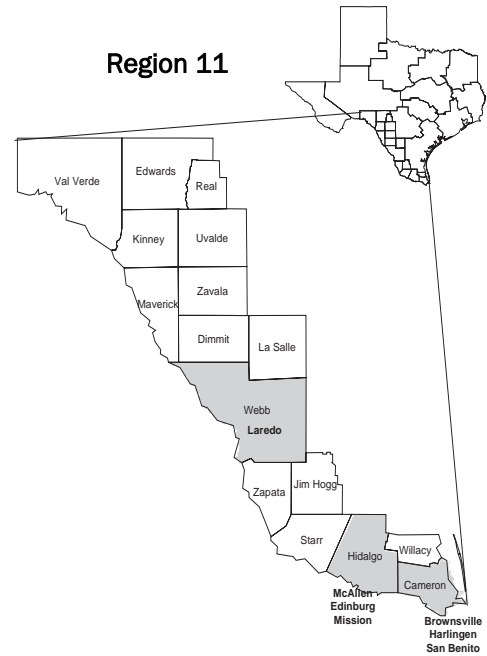 Region 11
Val Verde
Edwards
Real
Kinney
Uvalde
Maverick
Zavala
Dimmit
La Salle
Webb
Laredo
Zapata
Jim Hogg
Starr
Hidalgo
Willacy
Cameron
McAllen
Edinburg
Mission
Brownsville
Harlingen
San Benito